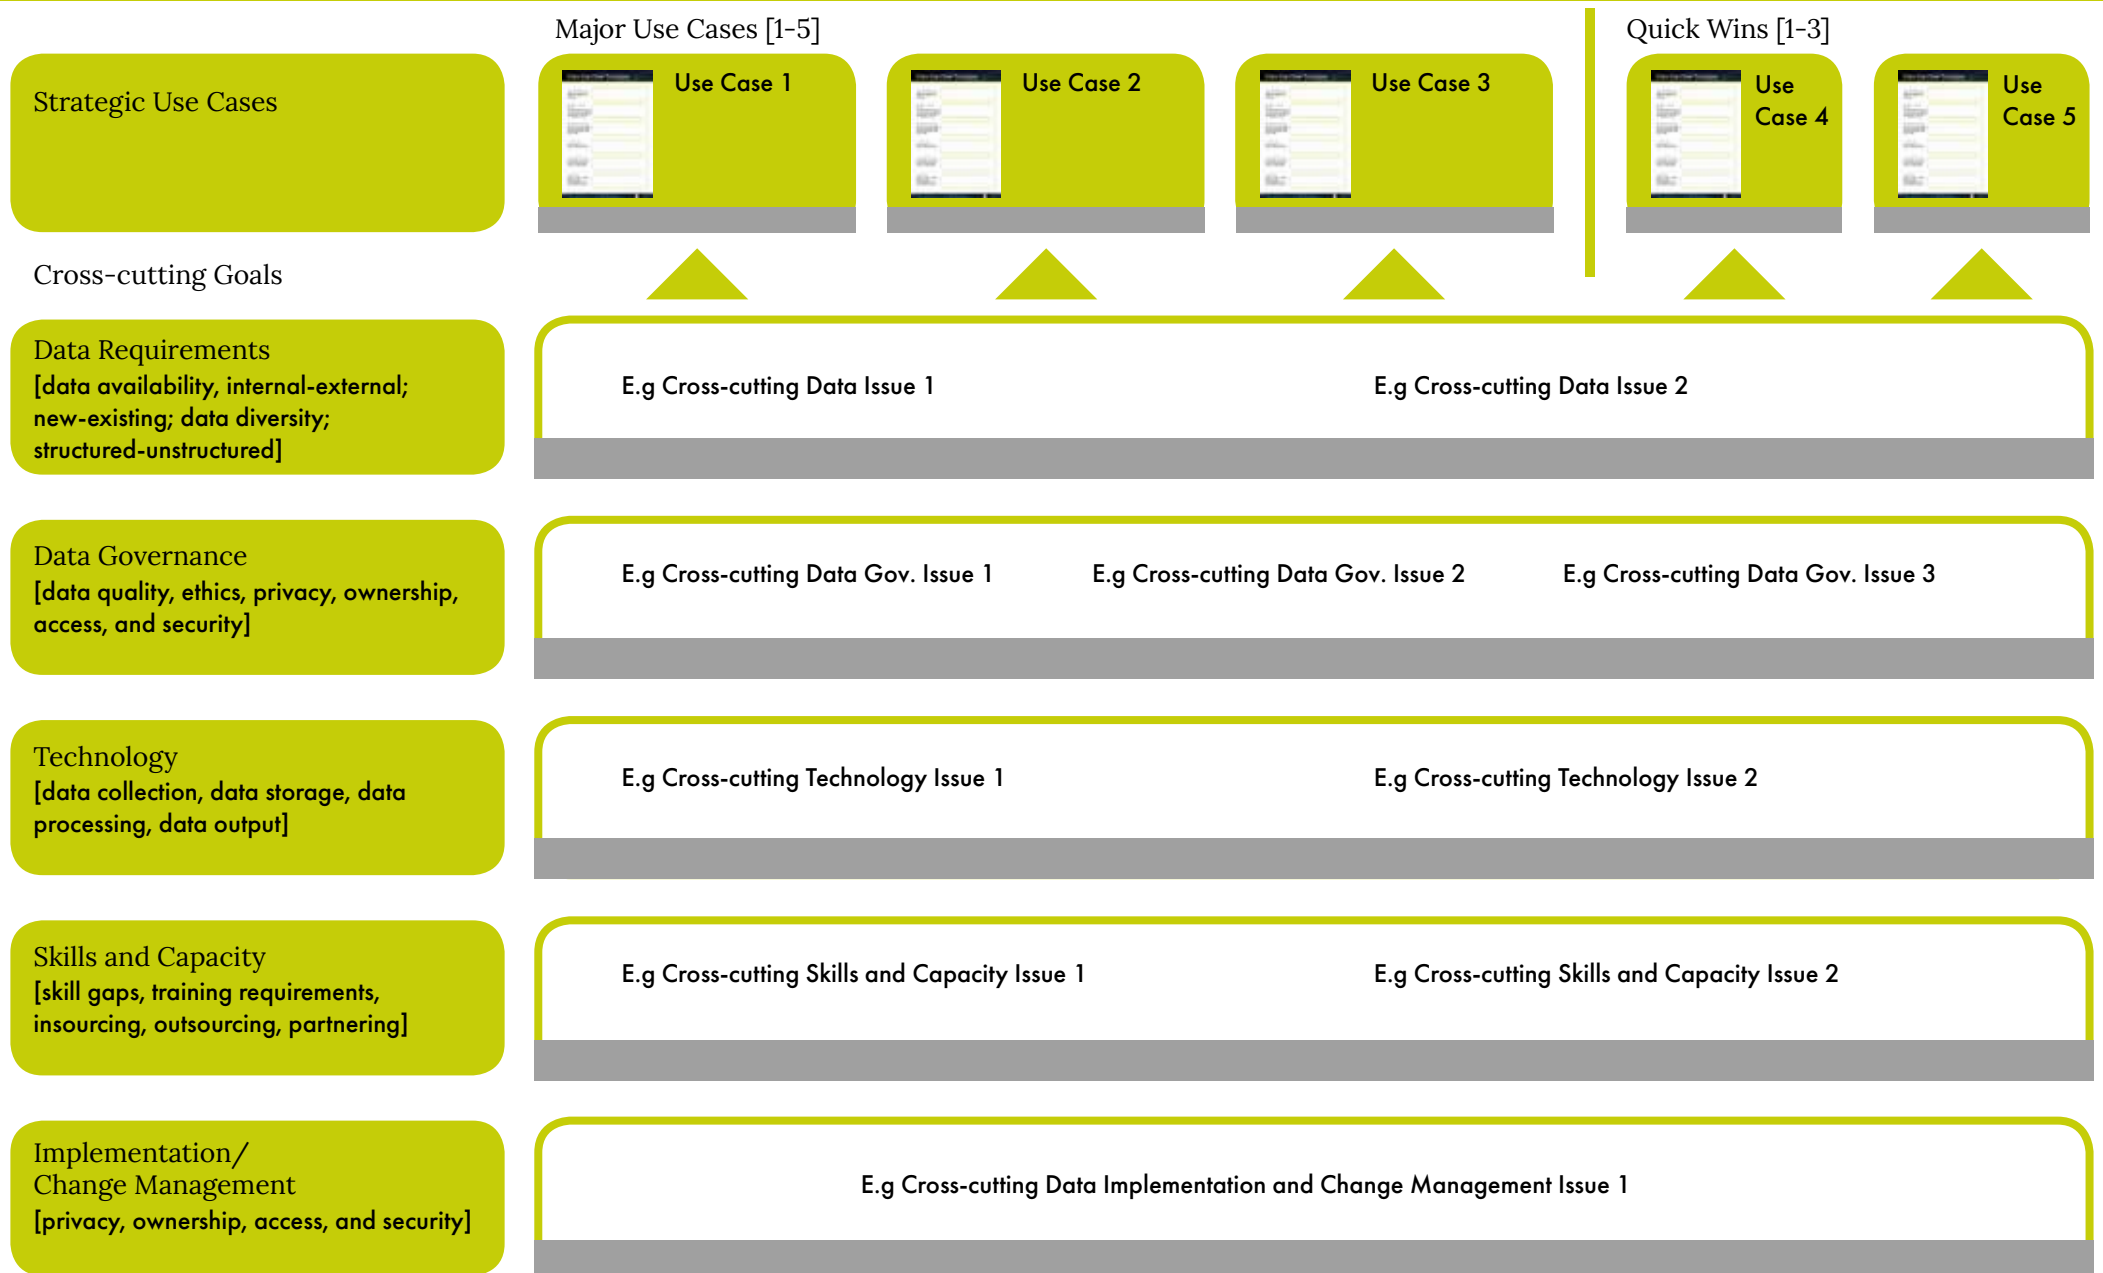 Major Use Cases [1-5]
Quick Wins [1-3]
Strategic Use Cases
Use Case 1
Use Case 2
Use Case 3
Use
Case 4
Use
Case 5
Cross-cutting Goals
Data Requirements
[data availability, internal-external;
new-existing; data diversity;
structured-unstructured]
E.g Cross-cutting Data Issue 1
E.g Cross-cutting Data Issue 2
Data Governance
[data quality, ethics, privacy, ownership,
access, and security]
E.g Cross-cutting Data Gov. Issue 1
E.g Cross-cutting Data Gov. Issue 2
E.g Cross-cutting Data Gov. Issue 3
Technology
[data collection, data storage, data
processing, data output]
E.g Cross-cutting Technology Issue 1
E.g Cross-cutting Technology Issue 2
Skills and Capacity
[skill gaps, training requirements,
insourcing, outsourcing, partnering]
E.g Cross-cutting Skills and Capacity Issue 1
E.g Cross-cutting Skills and Capacity Issue 2
Implementation/
Change Management
[privacy, ownership, access, and security]
E.g Cross-cutting Data Implementation and Change Management Issue 1